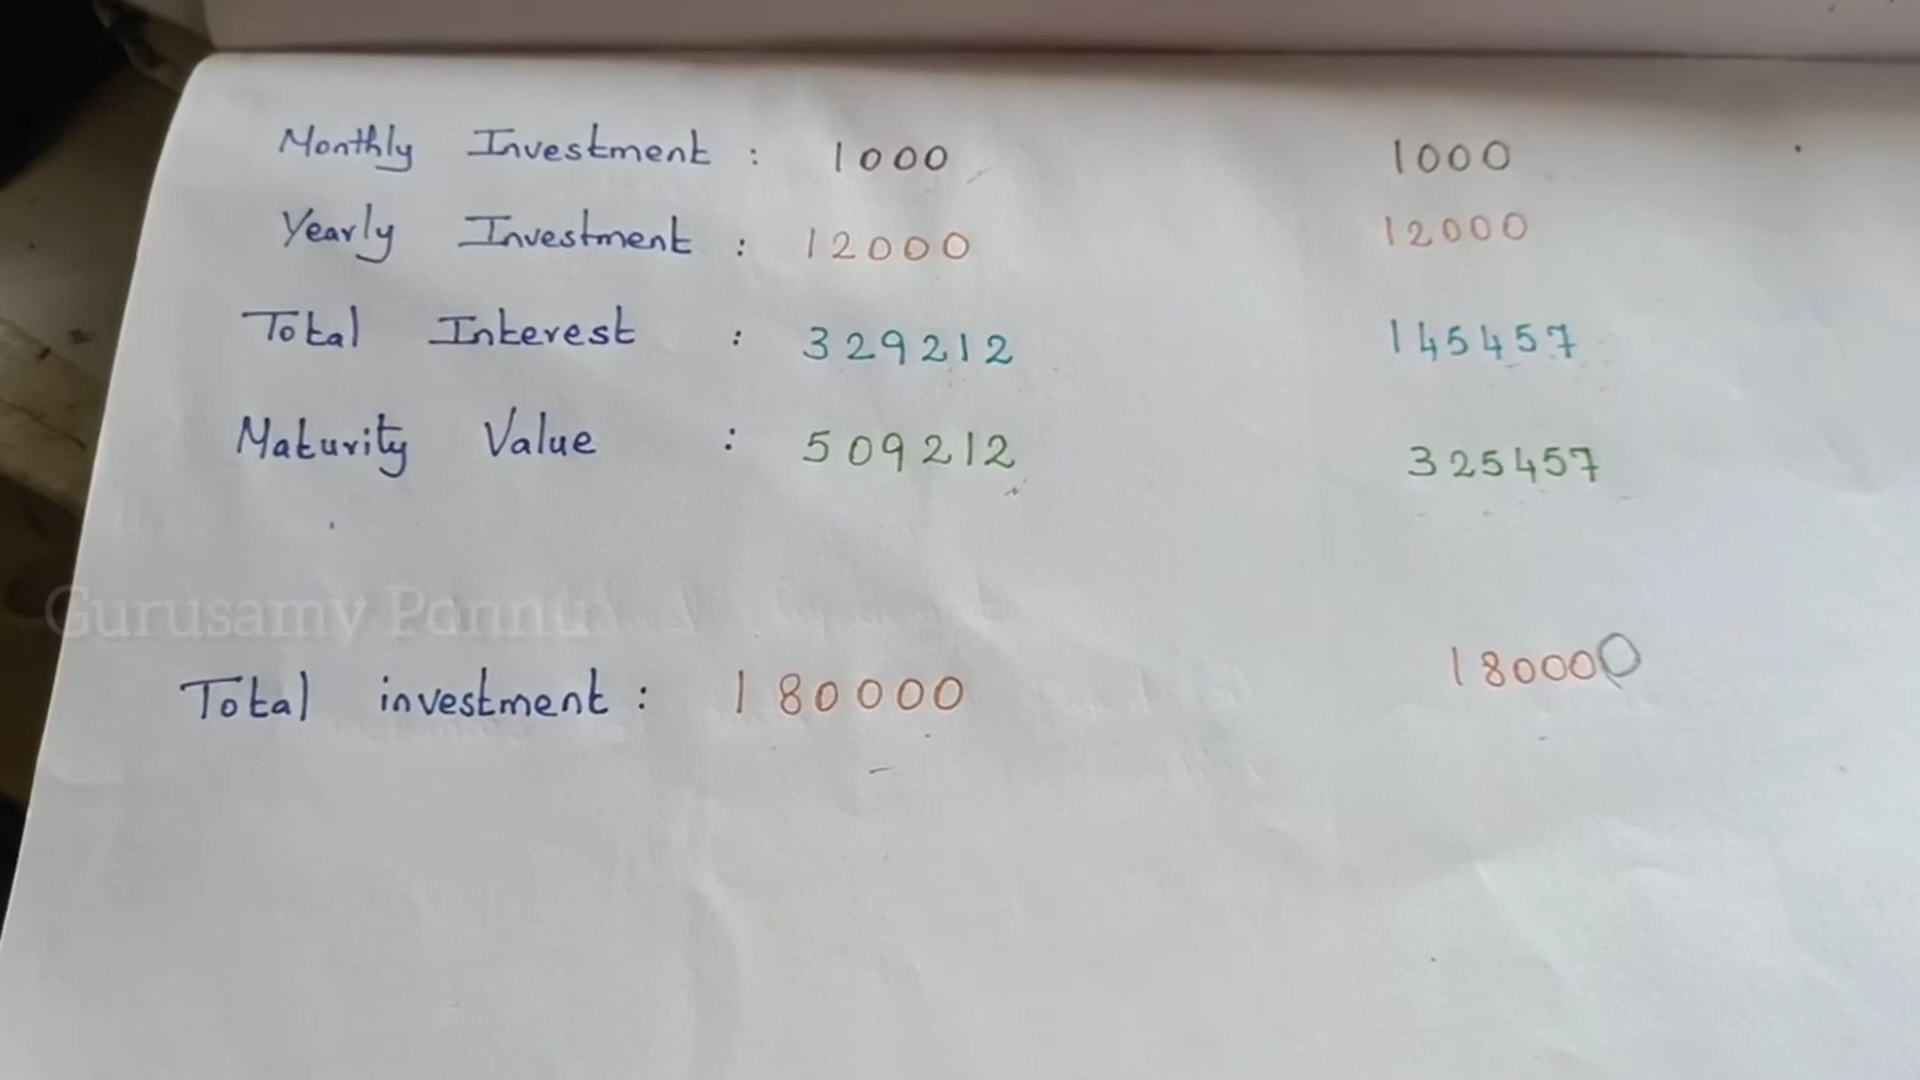 Monthly Investment : 1000 1000
Yearly Investment : 12000 12000
Total Interest : 329212 145457
Maturity Value : 509212 325457
Gurusamy Ponnu
Total investment : 180000 180000